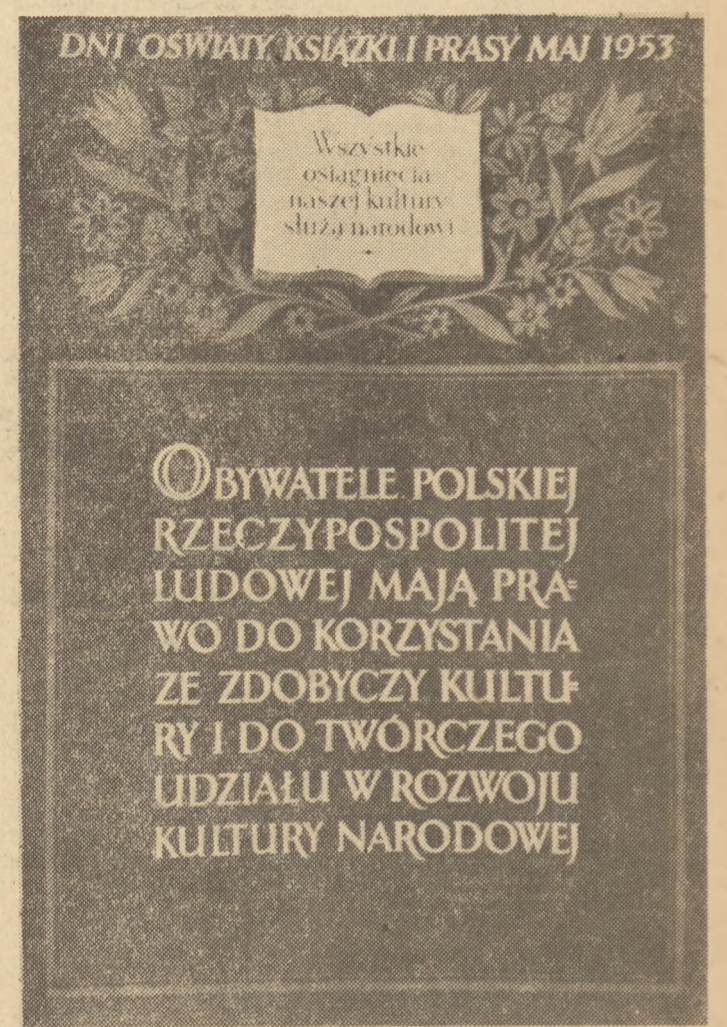 DNI OŚWIATY, KSIĄŻKI I PRASY MAJ 1953
Wszystkie
osiągnięcia
naszej kultury
służą narodowi
OBYWATELE POLSKIEJ
RZECZYPOSPOLITEJ
LUDOWEJ MAJĄ PRA=
WO DO KORZYSTANIA
ZE ZDOBYCZY KULTU=
RY I DO TWÓRCZEGO
UDZIAŁU W ROZWOJU
KULTURY NARODOWEJ